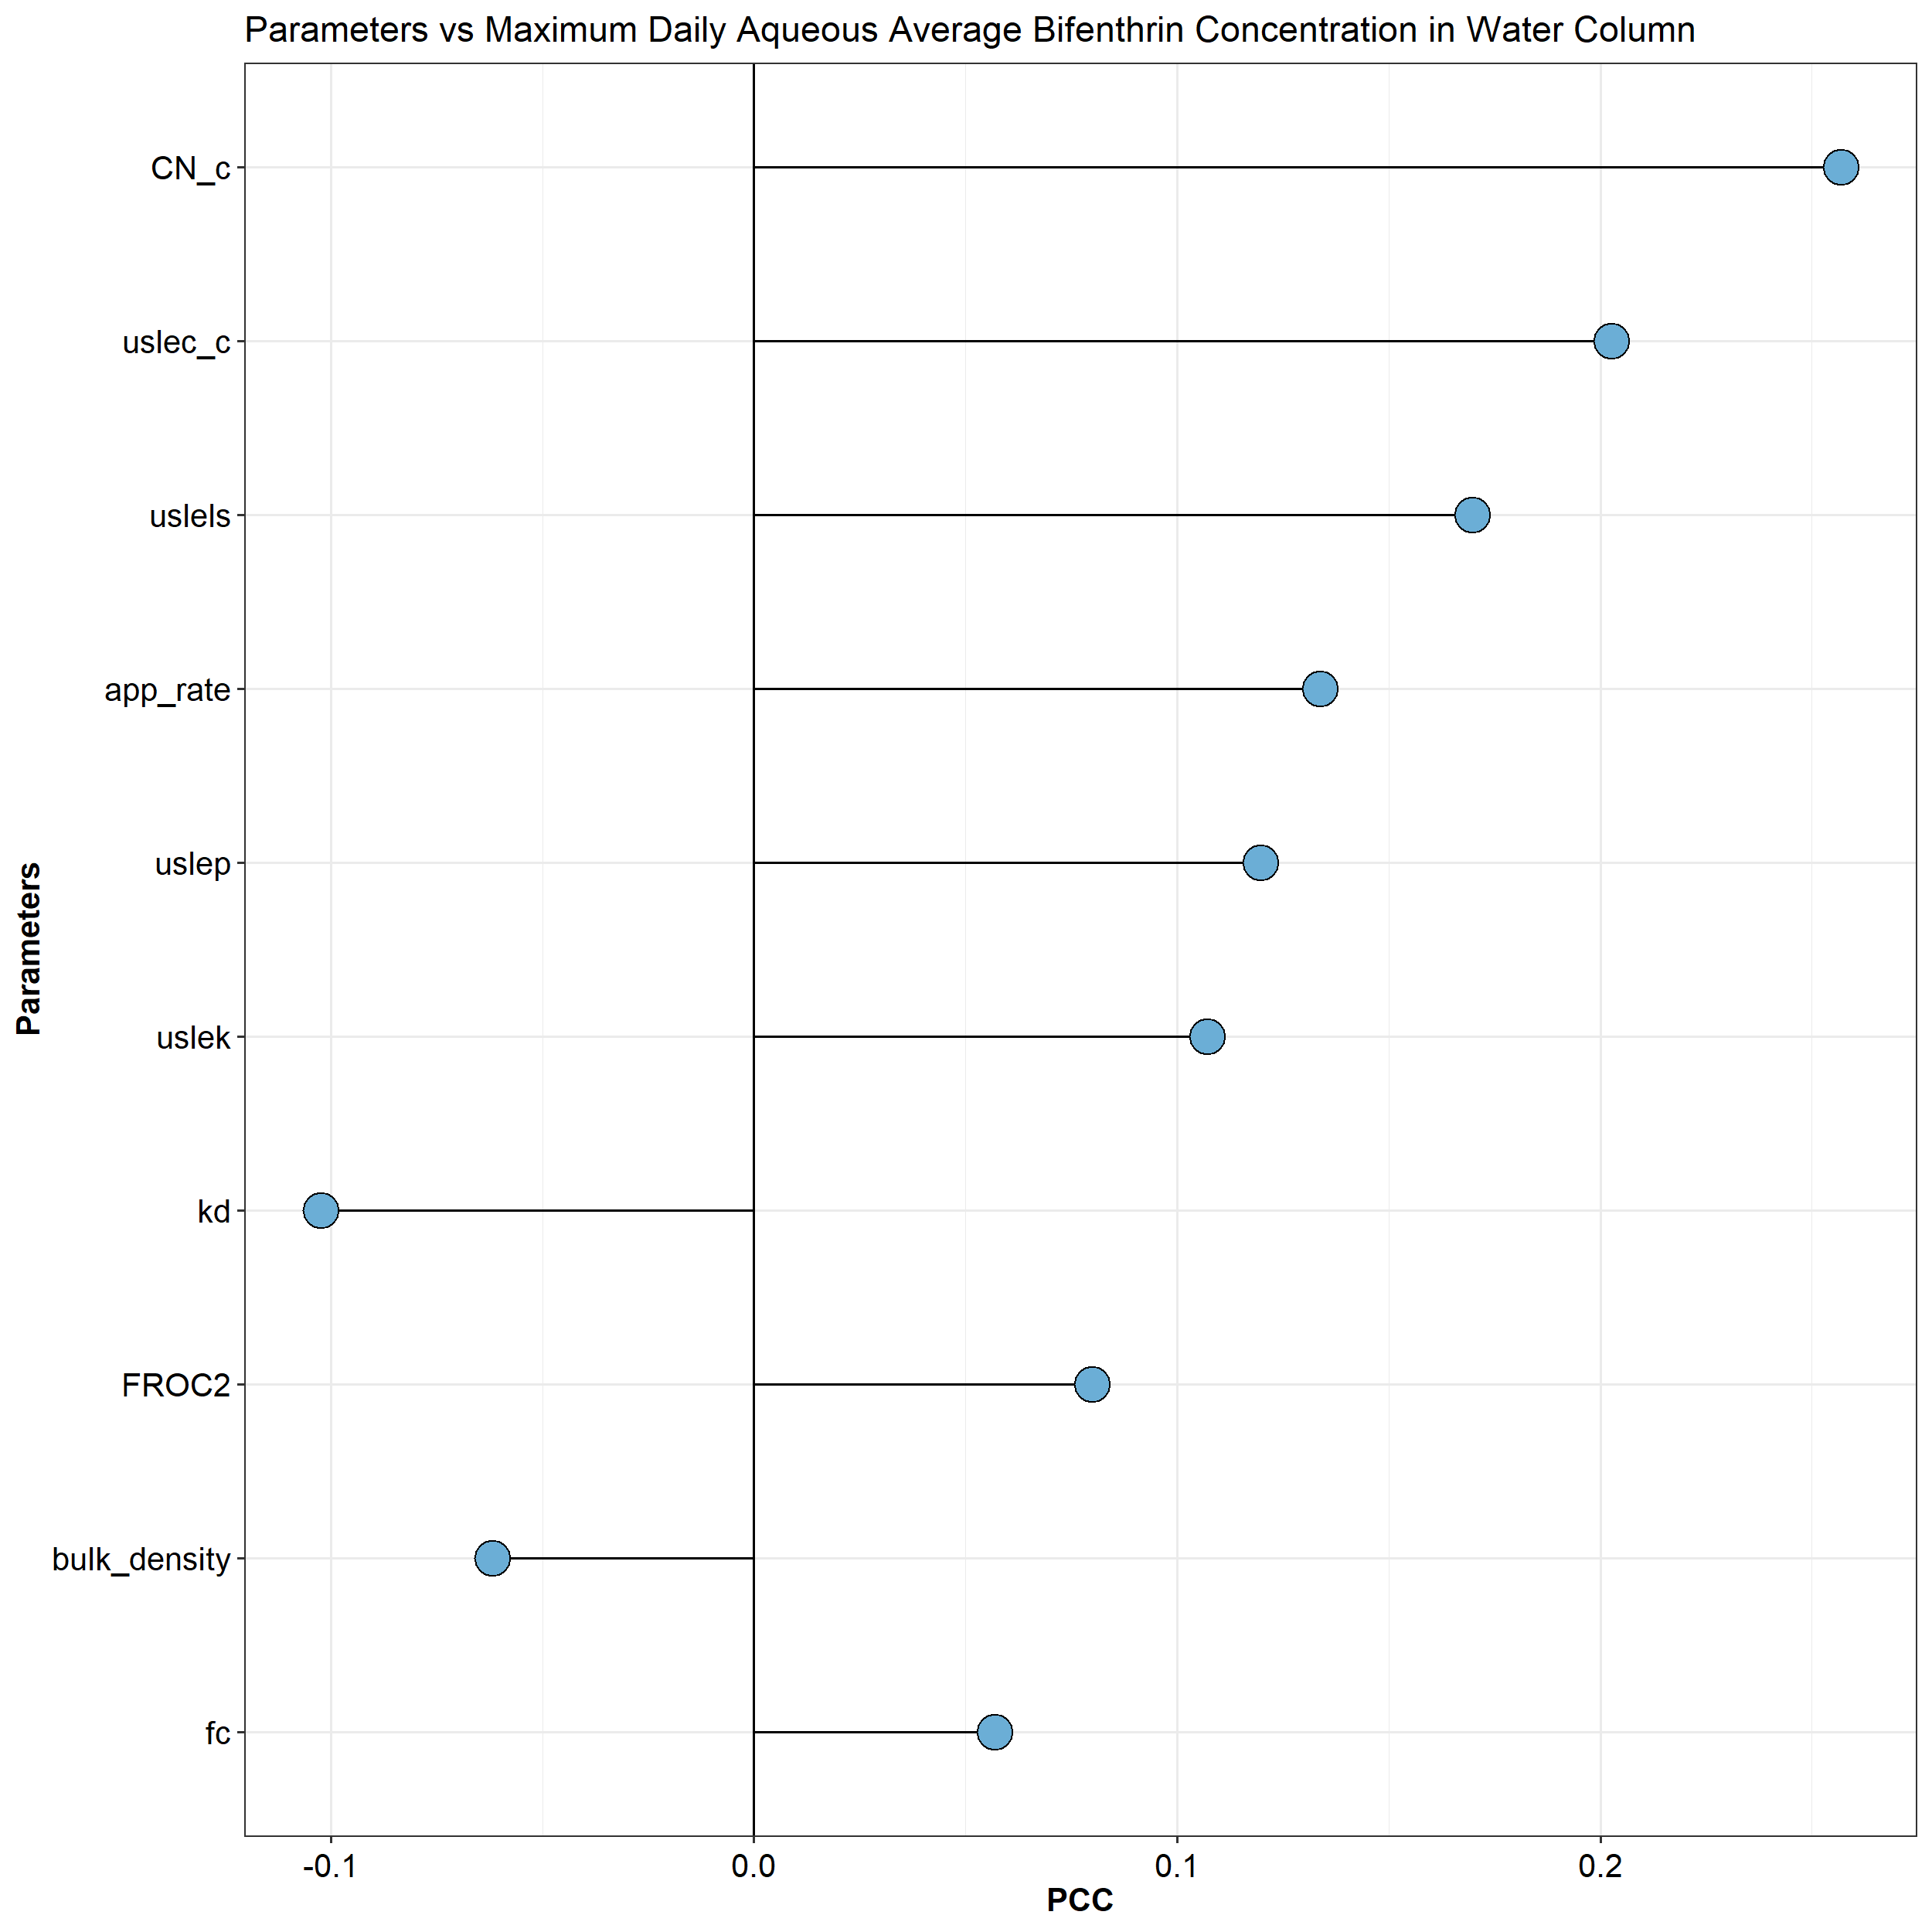 Parameters vs Maximum Daily Aqueous Average Bifenthrin Concentration in Water Column
Parameters
CN_c
uslec_c
uslels
app_rate
uslep
uslek
kd
FROC2
bulk_density
fc
-0.1
0.0
0.1
0.2
PCC